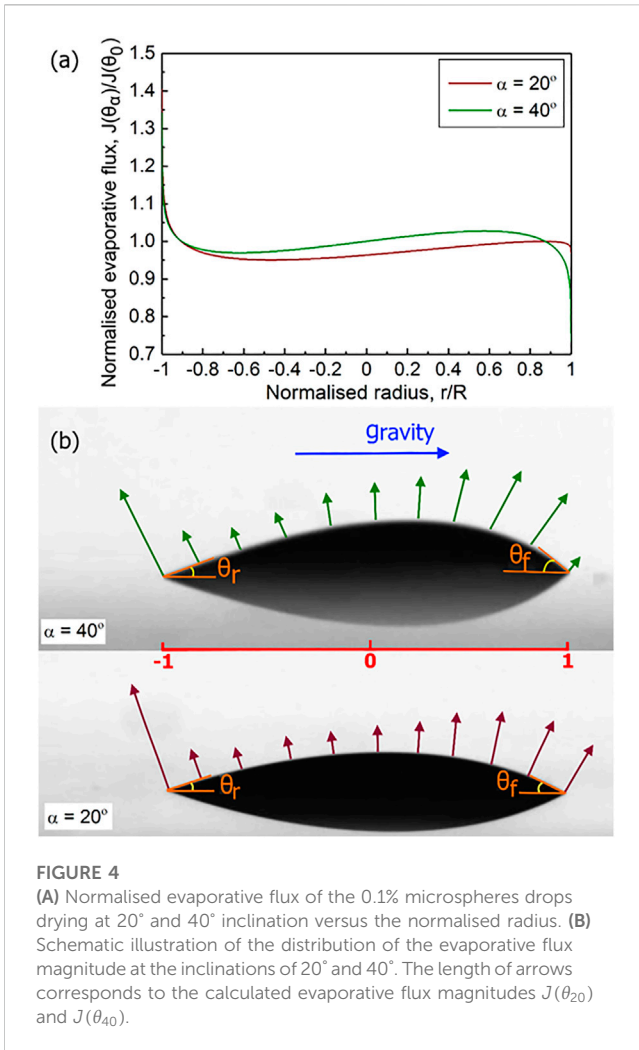 (a)
Normalised evaporative flux, J(θα)/J(θ0)
1.5
1.4
1.3
1.2
1.1
1.0
0.9
0.8
0.7
α = 20º
α = 40º
-1 -0.8 -0.6 -0.4 -0.2 0 0.2 0.4 0.6 0.8 1
Normalised radius, r/R
(b)
gravity
θr
θf
α = 40º
-1 0 1
θr
θf
α = 20º
FIGURE 4
(A) Normalised evaporative flux of the 0.1% microspheres drops
drying at 20° and 40° inclination versus the normalised radius. (B)
Schematic illustration of the distribution of the evaporative flux
magnitude at the inclinations of 20° and 40°. The length of arrows
corresponds to the calculated evaporative flux magnitudes J(θ20)
and J(θ40).